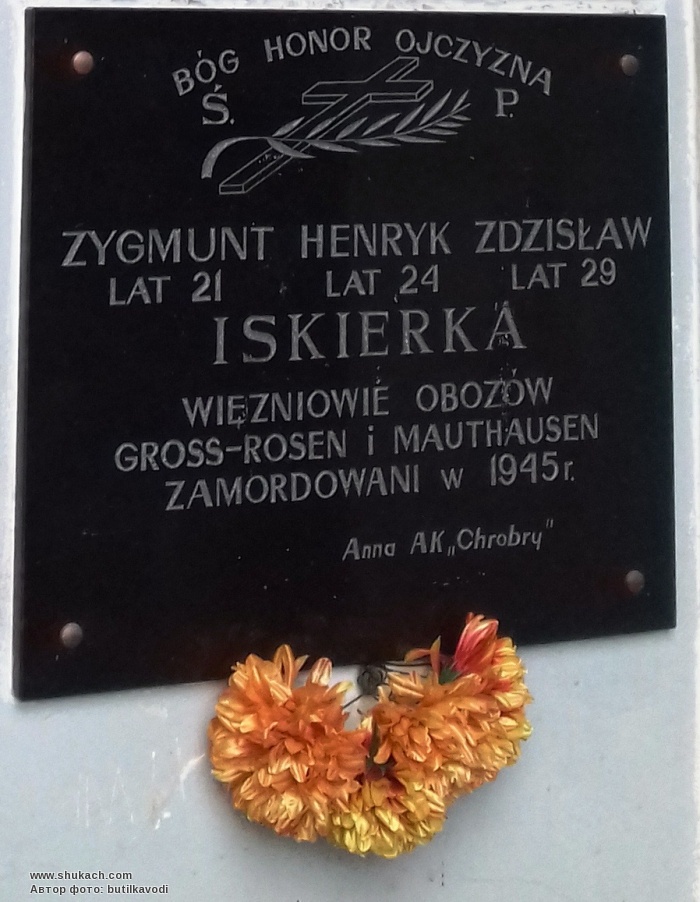 BÓG HONOR OJCZYZNA
Ś. P.
ZYGMUNT HENRYK ZDZISŁAW
LAT 21 LAT 24 LAT 29
ISKIERKA
WIĘZNIOWIE OBOZÓW
GROSS-ROSEN i MAUTHAUSEN
ZAMORDOWANI w 1945r.
Anna AK „Chrobry"
www.shukach.com
Автор фото: butilkavodi